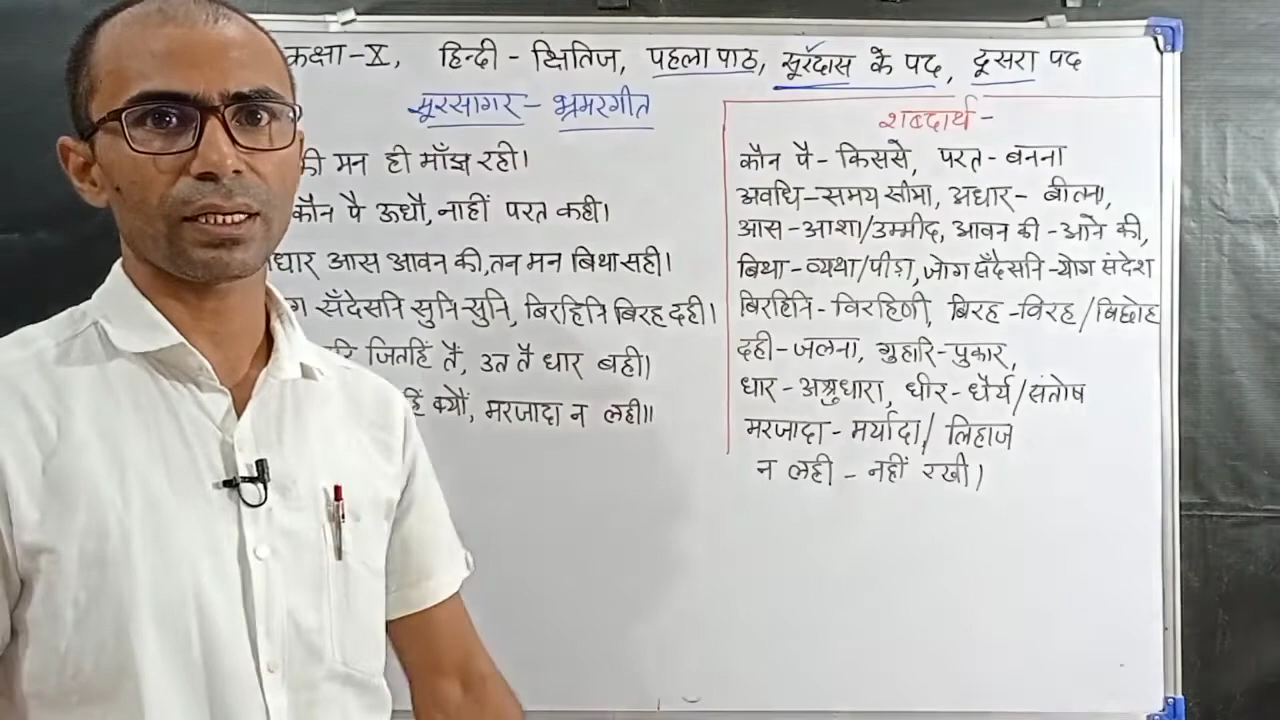 कक्षा-X, हिन्दी - क्षितिज, पहला पाठ, सूरदास के पद, दूसरा पद
सूरसागर - भ्रमरगीत
की मन ही माँझ रही।
कौन पै ऊधौ, नाहीं परत कही।
धार आस आवन की, तन मन बिथा सही।
ग सँदेसनि सुनि-सुनि, बिरहिनि बिरह दही।
रि जितहिं तैं, उत तै धार बही।
हिं क्यौं, मरजादा न लही॥
शब्दार्थ -
कौन पै - किससे, परत - बनना
अवधि - समय सीमा, अधार -
आस - आशा/उम्मीद, आवन की - आने की,
बिथा - व्यथा/पीड़ा, जोग सँदेसनि - योग संदेश
बिरहिनि - विरहिणी, बिरह - विरह/बिछोह
दही - जलना, गुहारि - पुकार,
धार - अश्रुधारा, धीर - धैर्य/संतोष
मरजादा - मर्यादा/लिहाज
न लही - नहीं रखी।